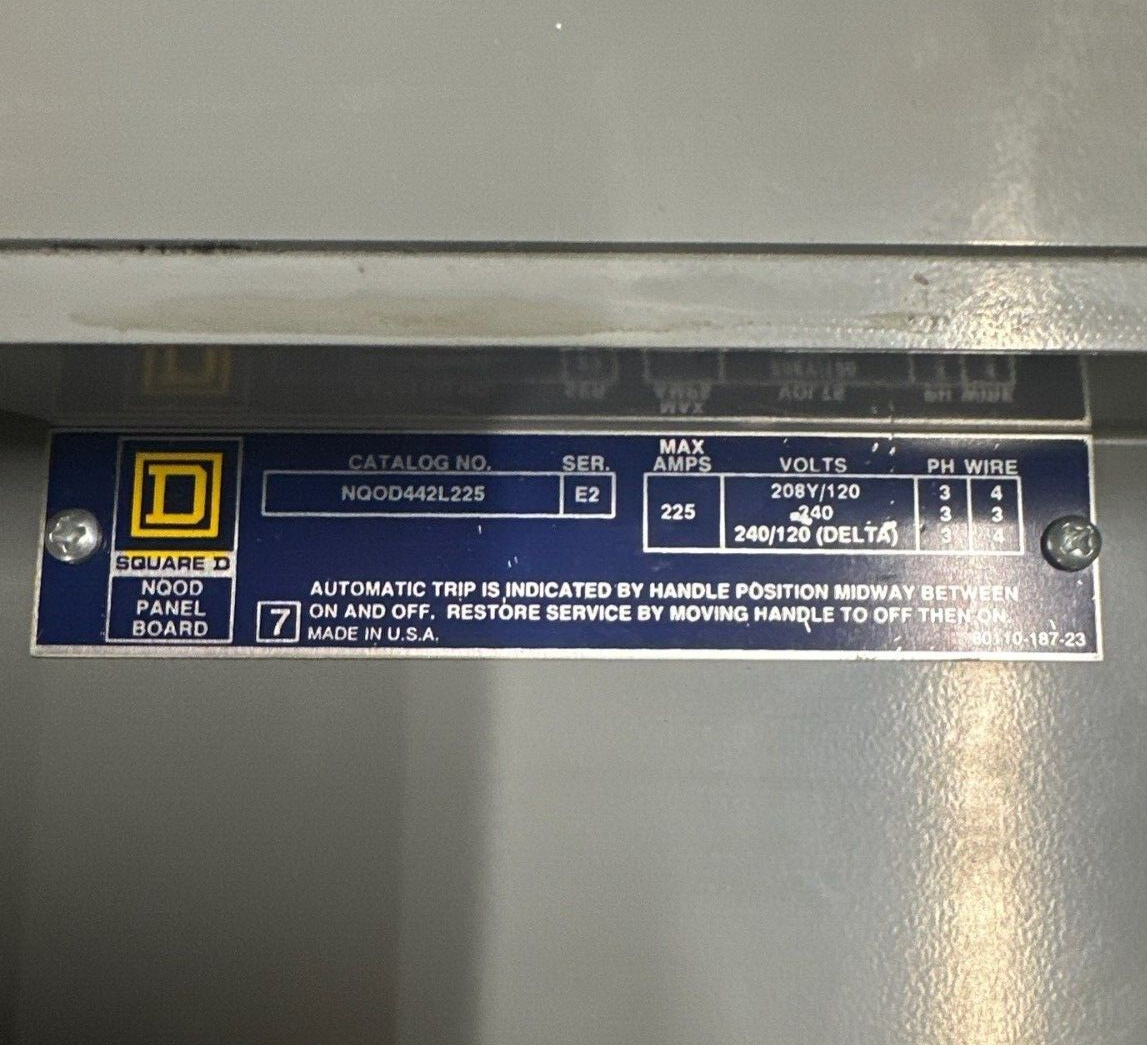 MAX
CATALOG NO. SER. AMPS VOLTS PH WIRE
NQOD442L225 E2 225 208Y/120 3 4
240 3 3
240/120 (DELTA) 3 4
D
SQUARE D
NQOD
PANEL
BOARD
AUTOMATIC TRIP IS INDICATED BY HANDLE POSITION MIDWAY BETWEEN
7 ON AND OFF. RESTORE SERVICE BY MOVING HANDLE TO OFF THEN ON.
MADE IN U.S.A.
80110-187-23